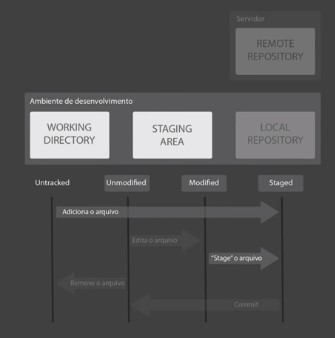 Servidor
REMOTE
REPOSITORY
Ambiente de desenvolvimento
WORKING
DIRECTORY
STAGING
AREA
LOCAL
REPOSITORY
Untracked
Unmodified
Modified
Staged
Adiciona o arquivo
Edita o arquivo
"Stage" o arquivo
Remove o arquivo
Commit